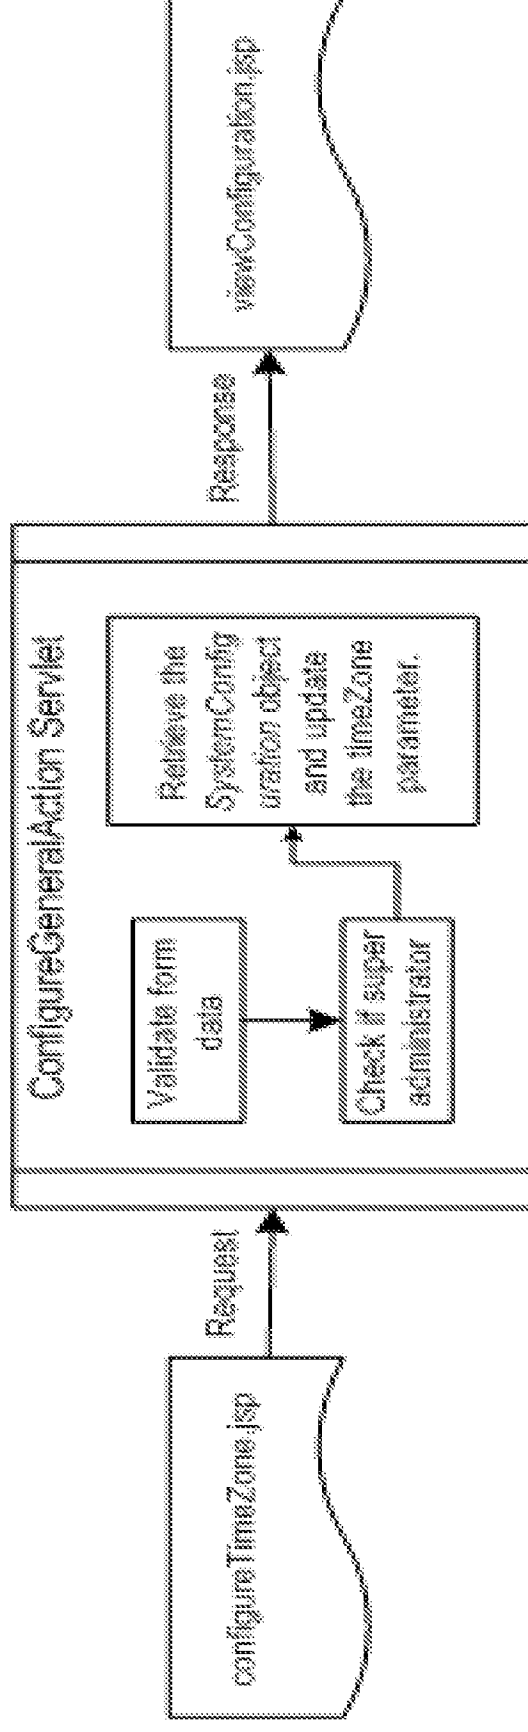 configureTimeZone.jsp
Request
ConfigureGeneralAction Servlet
Validate form
data
Check if super
administrator
Retrieve the
SystemConfig
uration object
and update
the timeZone
parameter.
Response
viewConfiguration.jsp